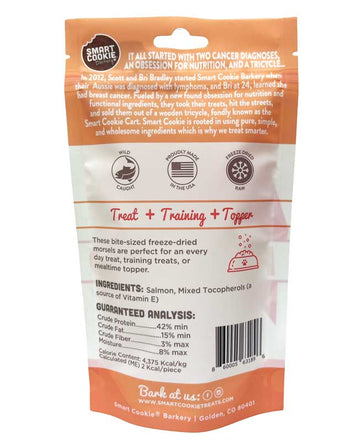 SMART
COOKIE
IT ALL STARTED WITH TWO CANCER DIAGNOSES,
AN OBSESSION FOR NUTRITION, AND A TRICYCLE...
In 2012, Scott and Bri Bradley started Smart Cookie Barkery when
their Aussie was diagnosed with lymphoma, and Bri at 24, learned she
had breast cancer. Fueled by a new found obsession for nutrition and
functional ingredients, they took their treats, hit the streets,
and sold them out of a wooden tricycle, fondly known as the
Smart Cookie Cart. Smart Cookie is rooted in using pure, simple,
and wholesome ingredients which is why we treat smarter.
WILD
CAUGHT
PROUDLY MADE
IN THE USA
FREEZE DRIED
RAW
Treat + Training + Topper
These bite-sized freeze-dried
morsels are perfect for an every
day treat, training treats, or
mealtime topper.
INGREDIENTS: Salmon, Mixed Tocopherols (a
source of Vitamin E)
GUARANTEED ANALYSIS:
Crude Protein..........42% min
Crude Fat................15% min
Crude Fiber..............3% max
Moisture..................8% max
Calorie Content: 4,375 Kcal/kg
Calculated (ME) 2 Kcal/piece
Bark at us:
WWW.SMARTCOOKIETREATS.COM
Smart Cookie® Barkery / Golden, CO 80401